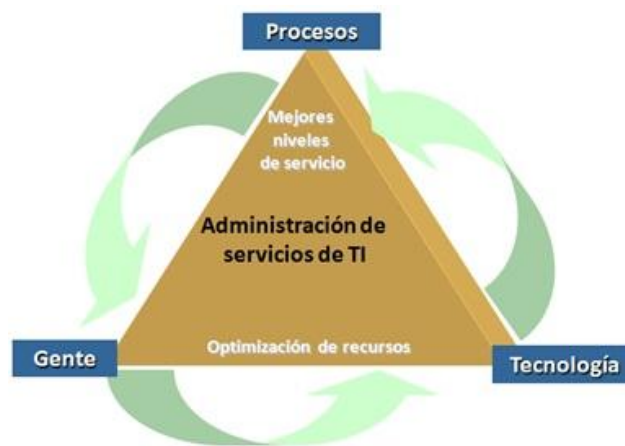 Procesos
Mejores
niveles
de servicio
Administración de
servicios de TI
Optimización de recursos
Gente
Tecnología